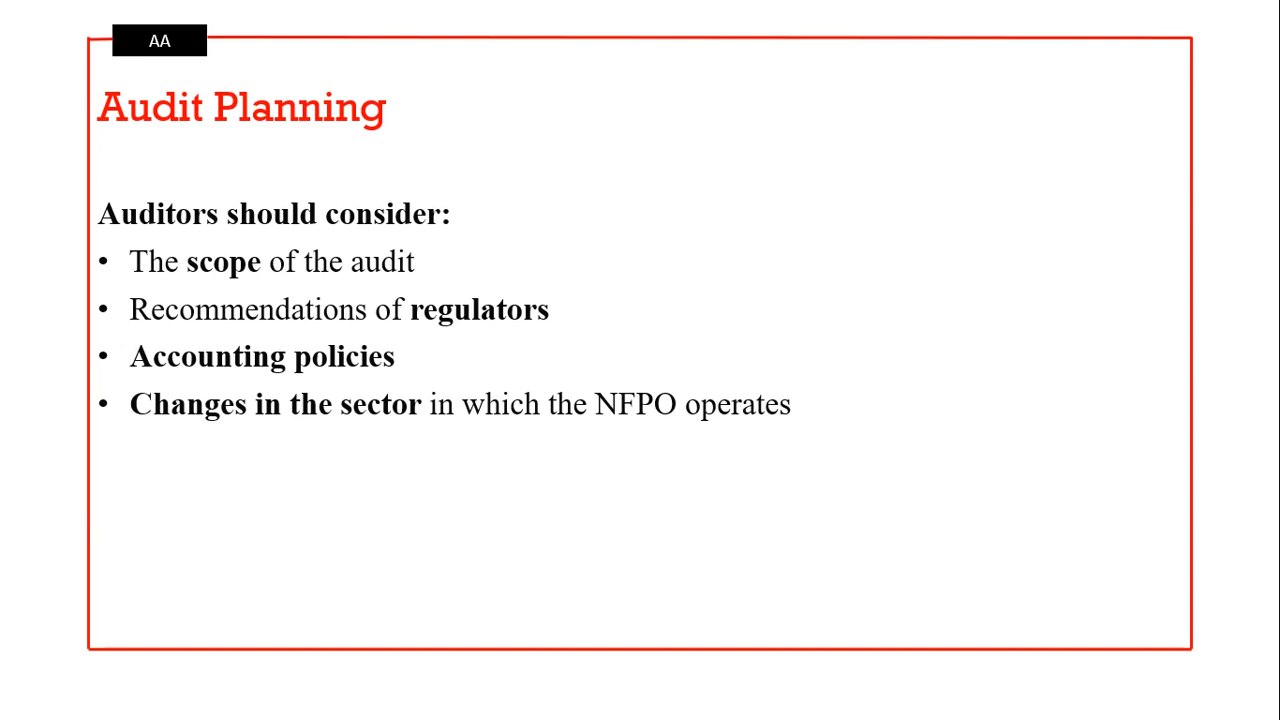 AA
Audit Planning
Auditors should consider:
• The scope of the audit
• Recommendations of regulators
• Accounting policies
• Changes in the sector in which the NFPO operates